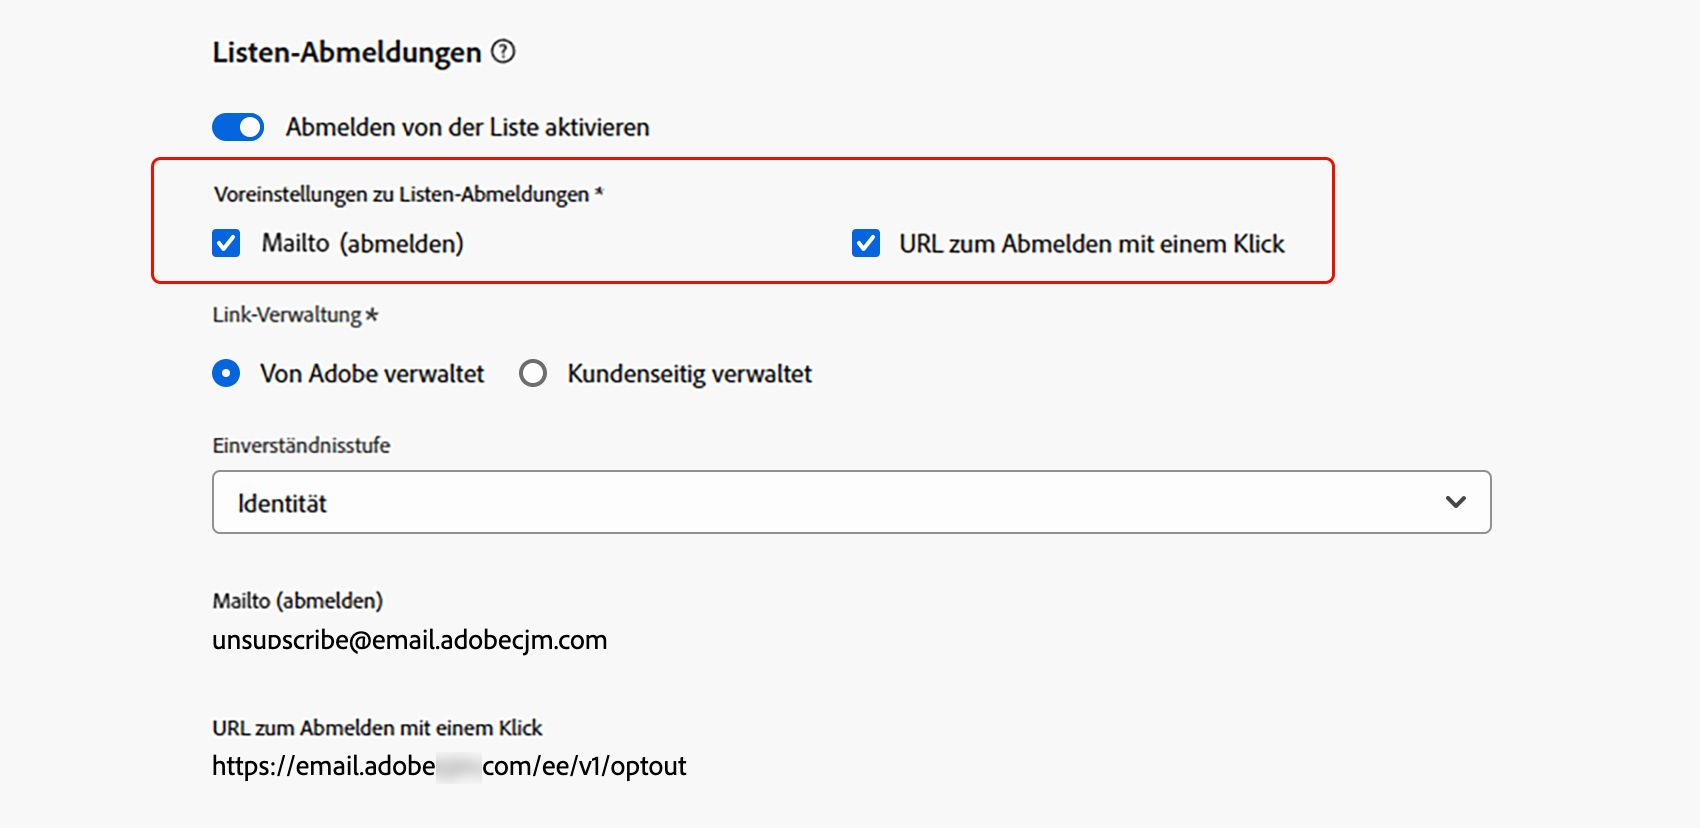 Listen-Abmeldungen ?
Abmelden von der Liste aktivieren
Voreinstellungen zu Listen-Abmeldungen *
Mailto (abmelden)
URL zum Abmelden mit einem Klick
Link-Verwaltung *
Von Adobe verwaltet
Kundenseitig verwaltet
Einverständnisstufe
Identität
Mailto (abmelden)
unsubscribe@email.adobecjm.com
URL zum Abmelden mit einem Klick
https://email.adobe com/ee/v1/optout